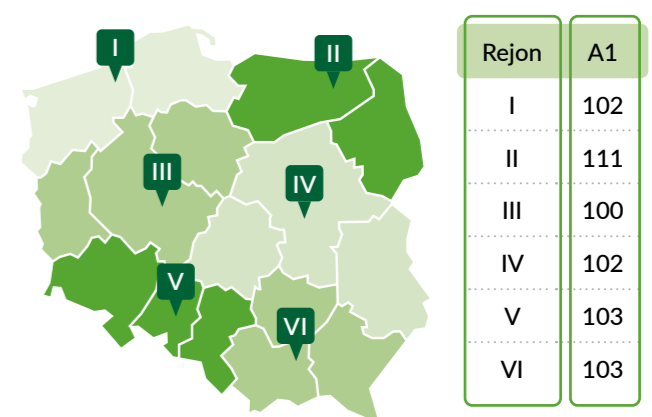 I
II
III
IV
V
VI
Rejon A1
I 102
II 111
III 100
IV 102
V 103
VI 103